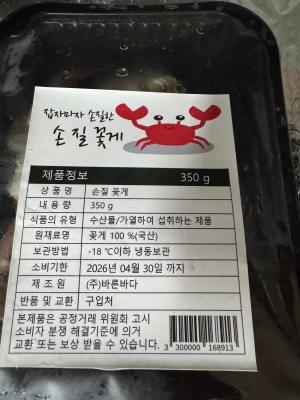 잡자마자 손질한
손질꽃게
제품정보 350 g
상 품 명 손질 꽃게
내 용 량 350 g
식품의 유형 수산물/가열하여 섭취하는 제품
원재료명 꽃게 100 %(국산)
보관방법 -18 ℃이하 냉동보관
소비기한 2026년 04월 30일 까지
제 조 원 (주)바른바다
반품 및 교환 구입처
본제품은 공정거래 위원회 고시
소비자 분쟁 해결기준에 의거
교환 또는 보상 받을 수 있습니다.
3 300000 168913